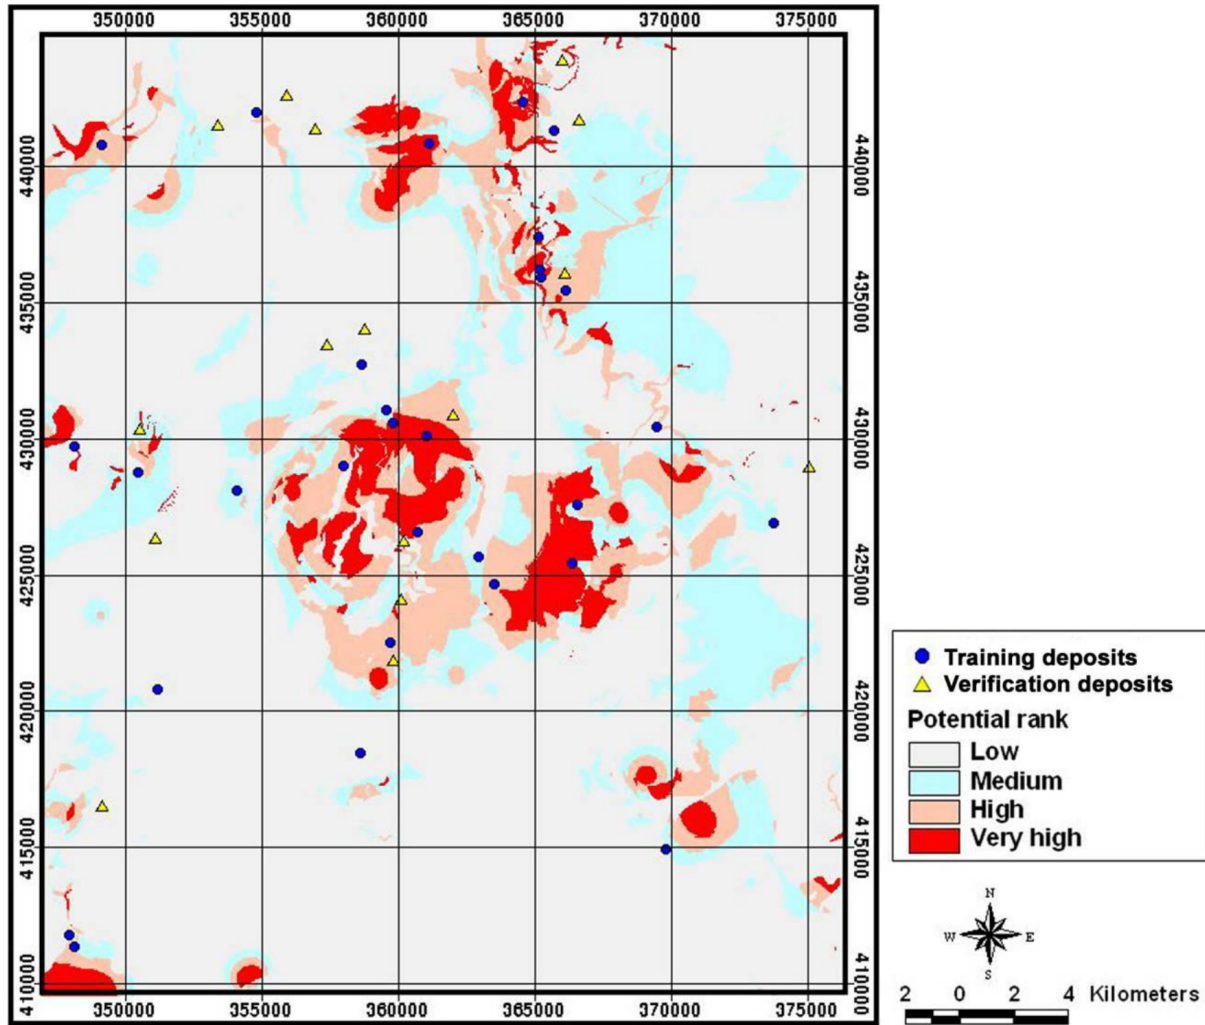 350000 355000 360000 365000 370000 375000
440000 440000
435000 435000
430000 430000
425000 425000
420000 420000
415000 415000
410000 410000
350000 355000 360000 365000 370000 375000
Training deposits
Verification deposits
Potential rank
Low
Medium
High
Very high
N
W E
S
2 0 2 4 Kilometers